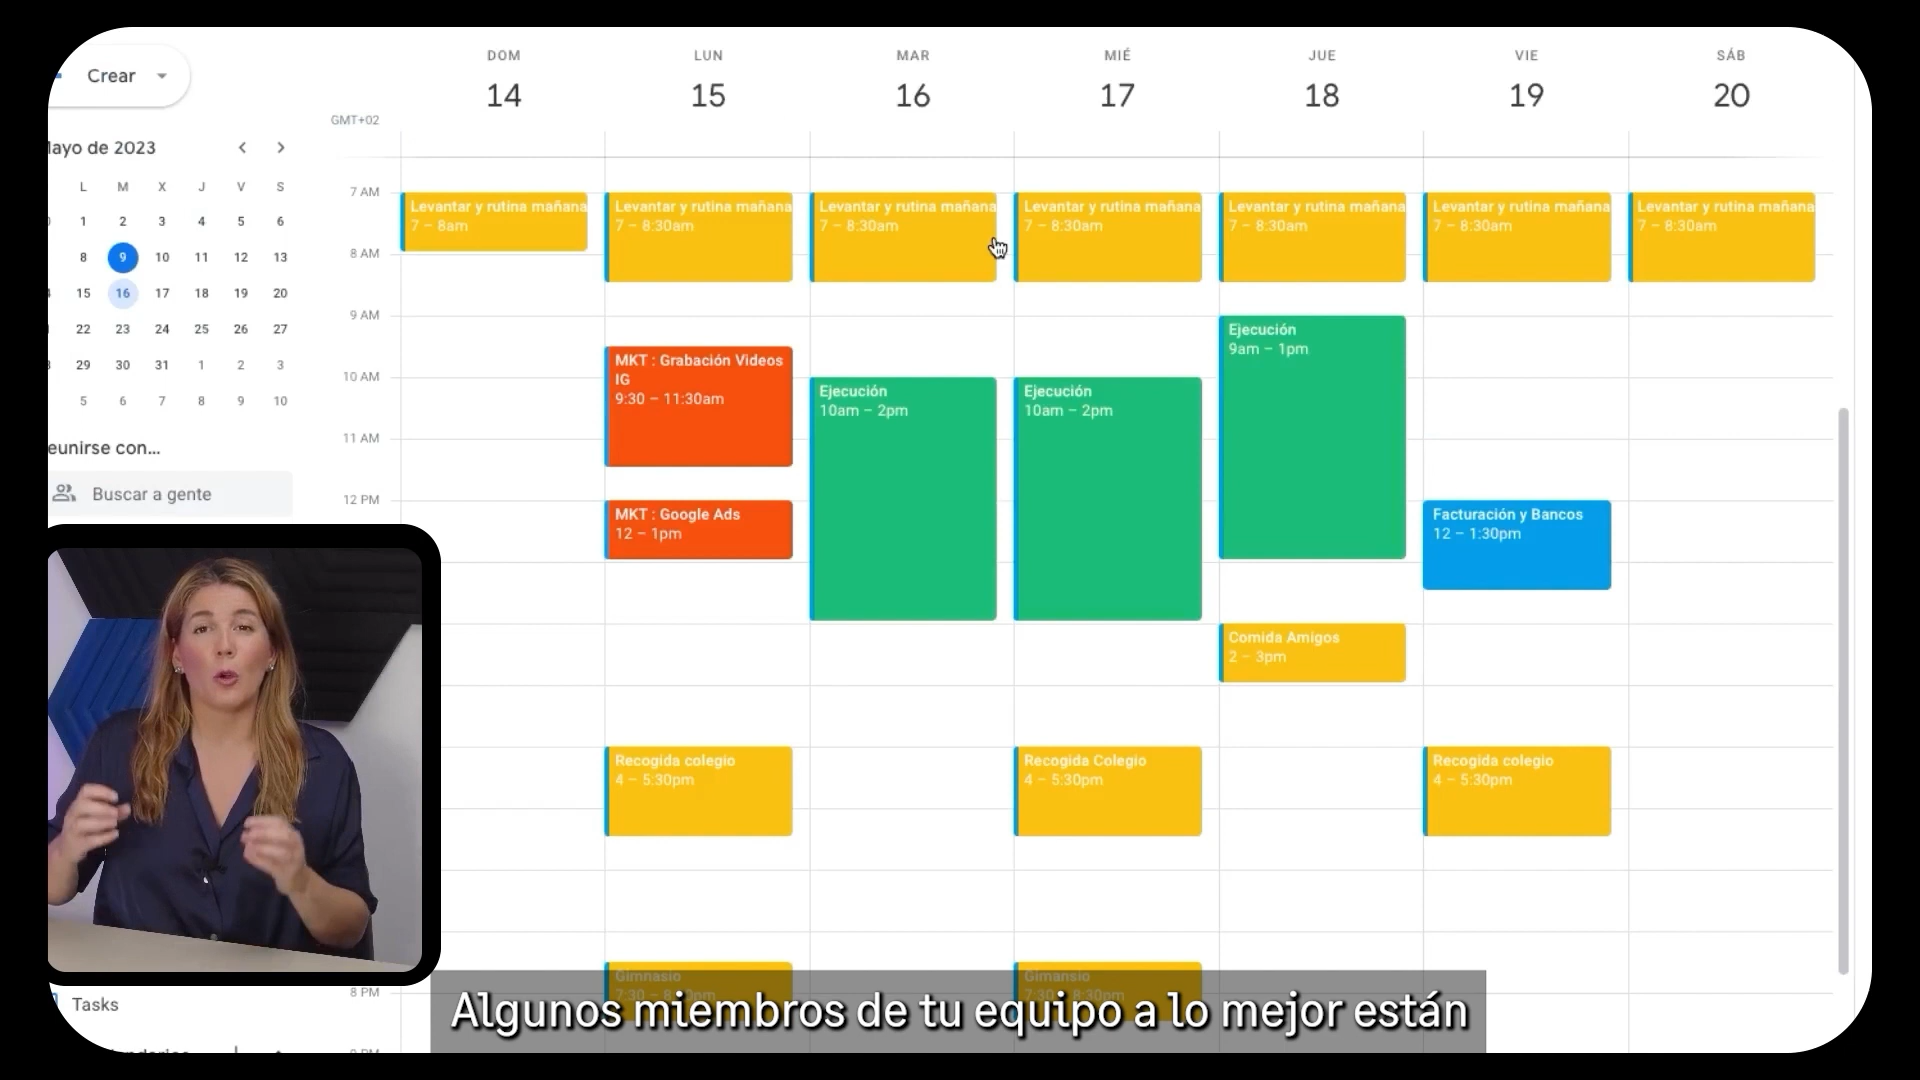 Crear
DOM
LUN
MAR
MIÉ
JUE
VIE
SÁB
14
15
16
17
18
19
20
GMT+02
ayo de 2023
L M X J V S
1 2 3 4 5 6
8 9 10 11 12 13
15 16 17 18 19 20
22 23 24 25 26 27
29 30 31 1 2 3
5 6 7 8 9 10
eunirse con...
Buscar a gente
Tasks
7 AM
8 AM
9 AM
10 AM
11 AM
12 PM
8 PM
Levantar y rutina mañana
7 – 8am
Levantar y rutina mañana
7 – 8:30am
MKT : Grabación Videos
IG
9:30 – 11:30am
MKT : Google Ads
12 – 1pm
Recogida colegio
4 – 5:30pm
Gimnasio
Levantar y rutina mañana
7 – 8:30am
Ejecución
10am – 2pm
Levantar y rutina mañana
7 – 8:30am
Ejecución
10am – 2pm
Recogida Colegio
4 – 5:30pm
Gimansio
Levantar y rutina mañana
7 – 8:30am
Ejecución
9am – 1pm
Comida Amigos
2 – 3pm
Levantar y rutina mañana
7 – 8:30am
Facturación y Bancos
12 – 1:30pm
Recogida colegio
4 – 5:30pm
Levantar y rutina mañana
7 – 8:30am
Algunos miembros de tu equipo a lo mejor están